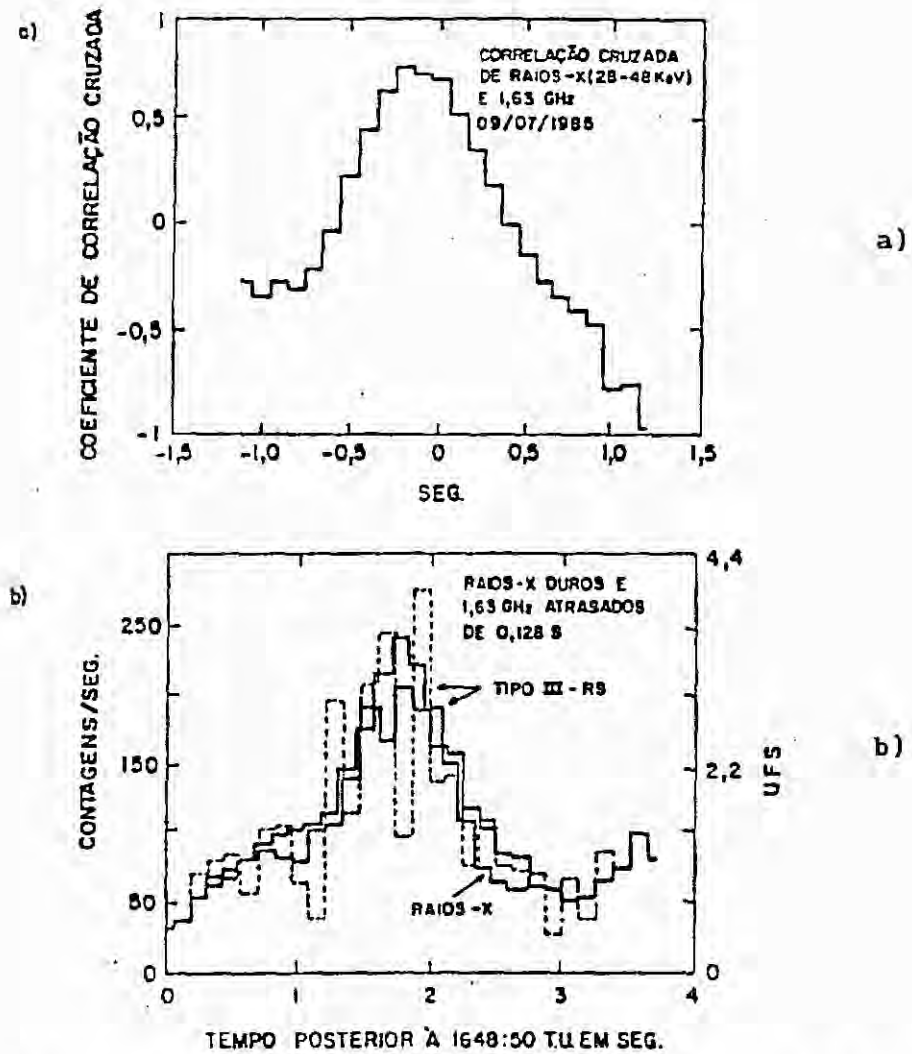 c)
COEFICIENTE DE CORRELAÇÃO CRUZADA
1
0,5
0
-0,5
-1
CORRELAÇÃO CRUZADA
DE RAIOS-X(28-48KeV)
E 1,63 GHz
09/07/1985
a)
-1,5 -1,0 -0,5 0 0,5 1,0 1,5
SEG.
b)
CONTAGENS/SEG.
250
150
50
0
RAIOS-X DUROS E
1,63 GHz ATRASADOS
DE 0,128 S
TIPO III-RS
RAIOS-X
4,4
2,2
0
UFS
b)
0 1 2 3 4
TEMPO POSTERIOR À 1648:50 T.U. EM SEG.